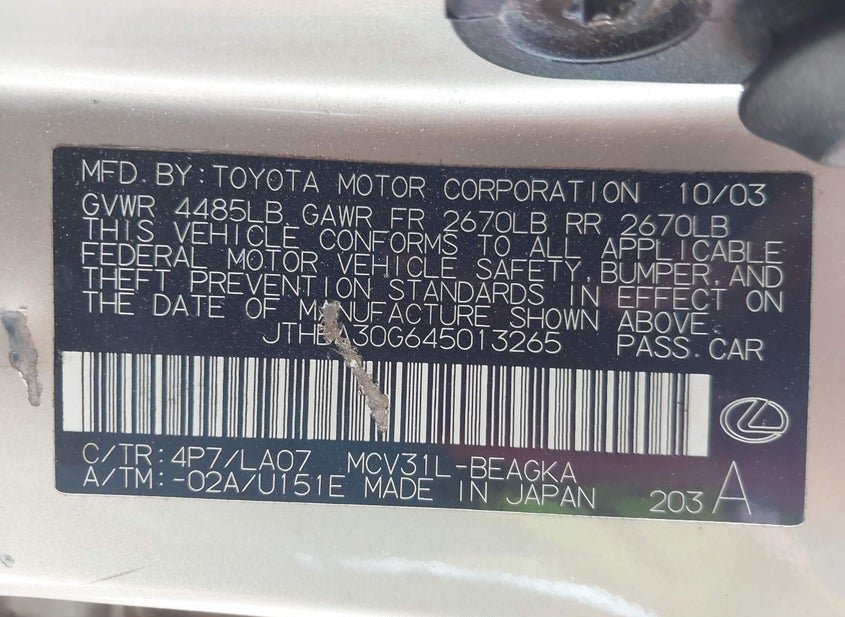 MFD. BY: TOYOTA MOTOR CORPORATION 10/03
GVWR 4485LB GAWR FR 2670LB RR 2670LB
THIS VEHICLE CONFORMS TO ALL APPLICABLE
FEDERAL MOTOR VEHICLE SAFETY, BUMPER, AND
THEFT PREVENTION STANDARDS IN EFFECT ON
THE DATE OF MANUFACTURE SHOWN ABOVE.
PASS. CAR
C/TR: 4P7/LA07 MCV31L-BEAGKA
A/TM: -02A/U151E MADE IN JAPAN 203 A